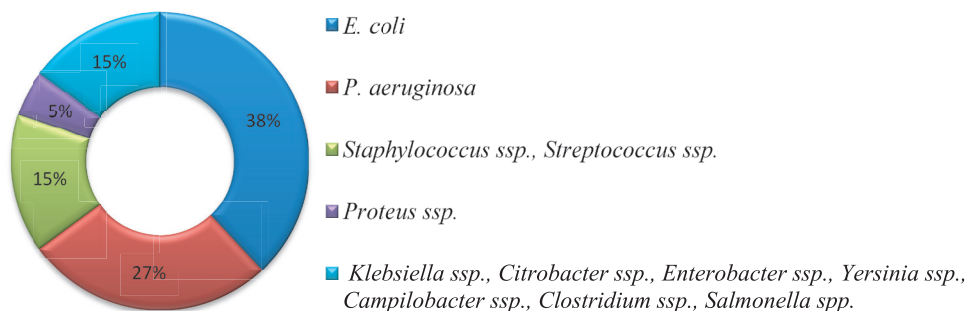 15%
5%
38%
15%
27%
E. coli
P. aeruginosa
Staphylococcus ssp., Streptococcus ssp.
Proteus ssp.
Klebsiella ssp., Citrobacter ssp., Enterobacter ssp., Yersinia ssp.,
Campilobacter ssp., Clostridium ssp., Salmonella spp.